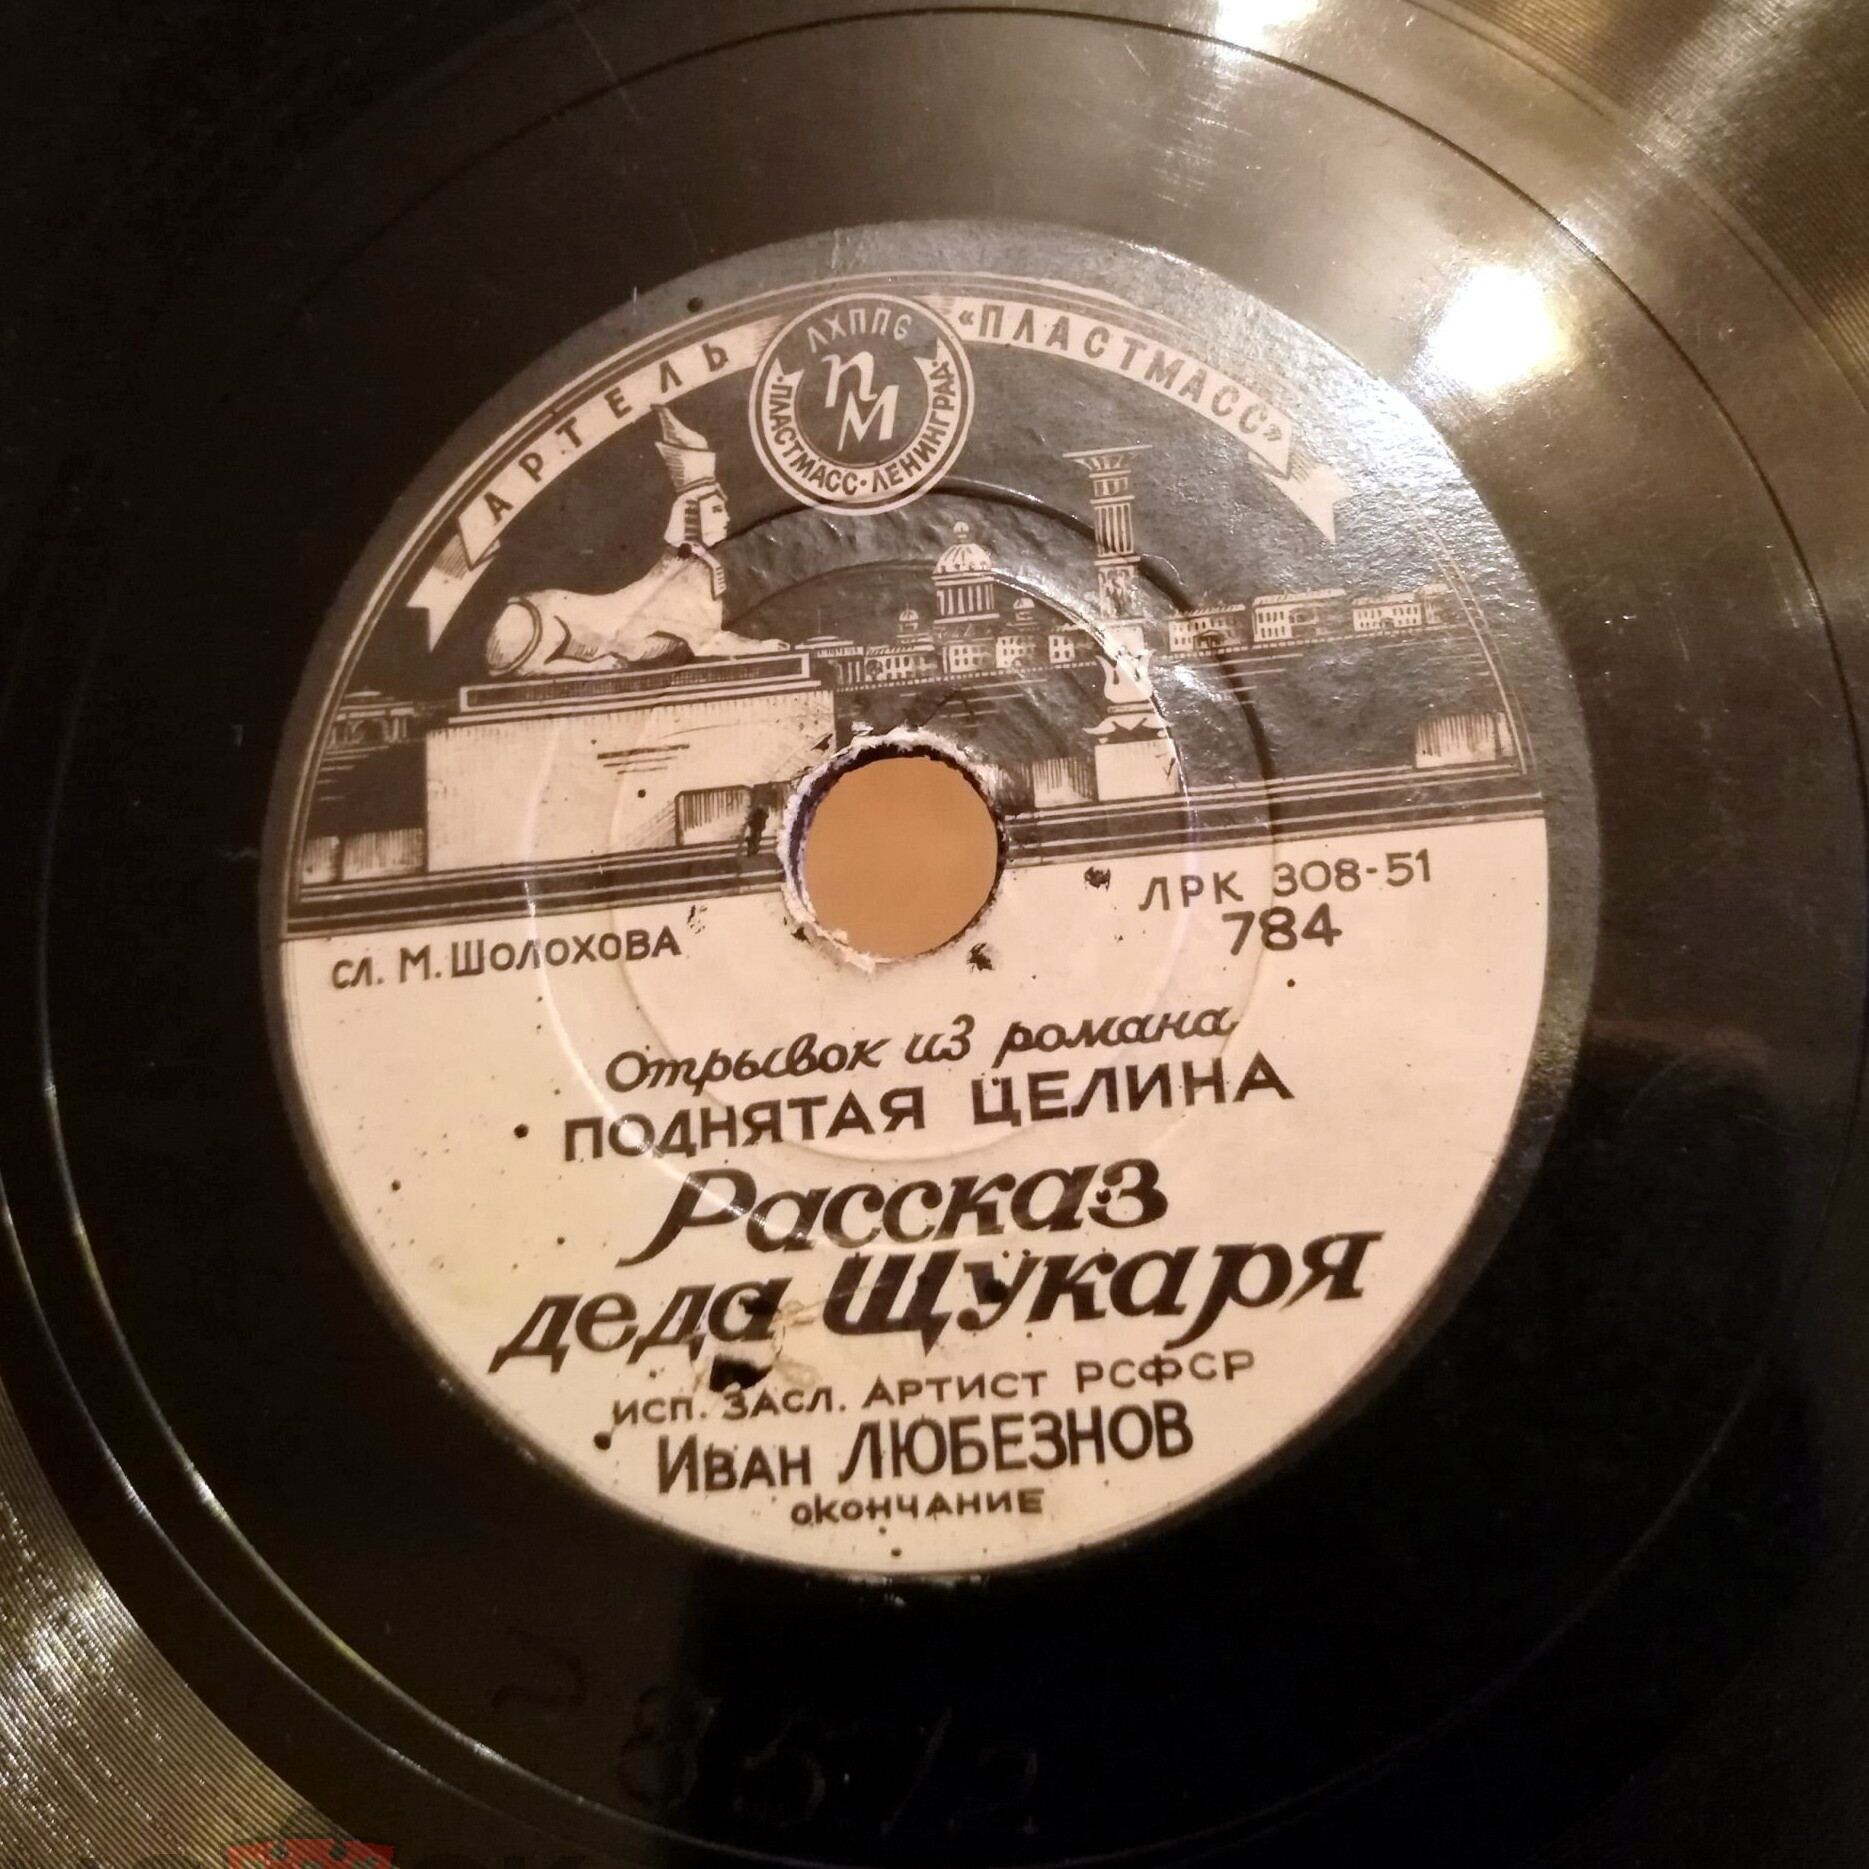 АРТЕЛЬ «ПЛАСТМАСС»
ЛХППС
ПМ
ПЛАСТМАСС·ЛЕНИНГРАД
ЛРК 308-51
сл. М. ШОЛОХОВА 784
Отрывок из романа
ПОДНЯТАЯ ЦЕЛИНА
Рассказ
деда Щукаря
исп. ЗАСЛ. АРТИСТ РСФСР
ИВАН ЛЮБЕЗНОВ
ОКОНЧАНИЕ